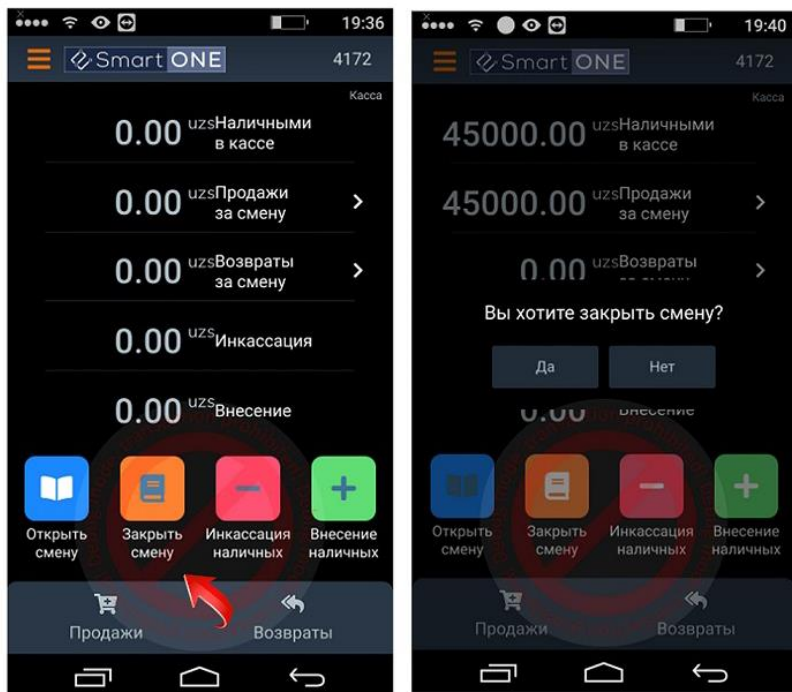 19:36
Smart ONE
4172
Касса
0.00 uzs Наличными
в кассе
0.00 uzs Продажи
за смену
0.00 uzs Возвраты
за смену
0.00 uzs Инкассация
0.00 uzs Внесение
Открыть
смену
Закрыть
смену
Инкассация
наличных
Внесение
наличных
Продажи
Возвраты
19:40
Smart ONE
4172
Касса
45000.00 uzs Наличными
в кассе
45000.00 uzs Продажи
за смену
0.00 uzs Возвраты
Вы хотите закрыть смену?
Да
Нет
0.00 Внесение
Открыть
смену
Закрыть
смену
Инкассация
наличных
Внесение
наличных
Продажи
Возвраты